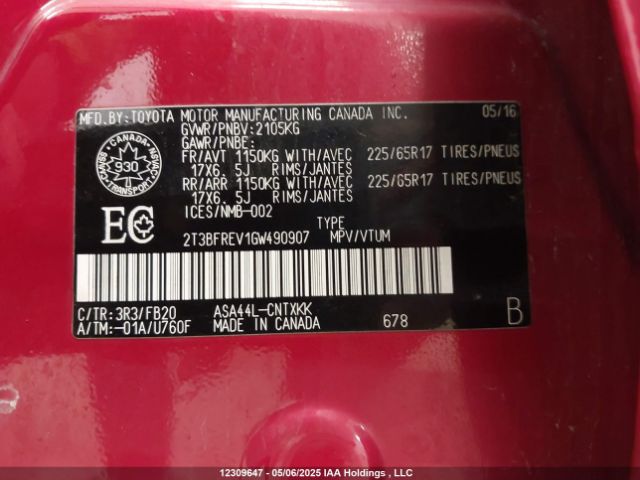 MFD.BY:TOYOTA MOTOR MANUFACTURING CANADA INC. 05/16
GVWR/PNBV:2105KG
GAWR/PNBE:
FR/AVT 1150KG WITH/AVEC 225/65R17 TIRES/PNEUS
17X6.5J RIMS/JANTES
RR/ARR 1150KG WITH/AVEC 225/65R17 TIRES/PNEUS
17X6.5J RIMS/JANTES
ICES/NMB-002
CANADA
930
TRANSPORT
EC
TYPE
2T3BFREV1GW490907 MPV/VTUM
C/TR:3R3/FB20 ASA44L-CNTXKK
A/TM:-01A/U760F MADE IN CANADA 678 B
12309647 - 05/06/2025 IAA Holdings , LLC